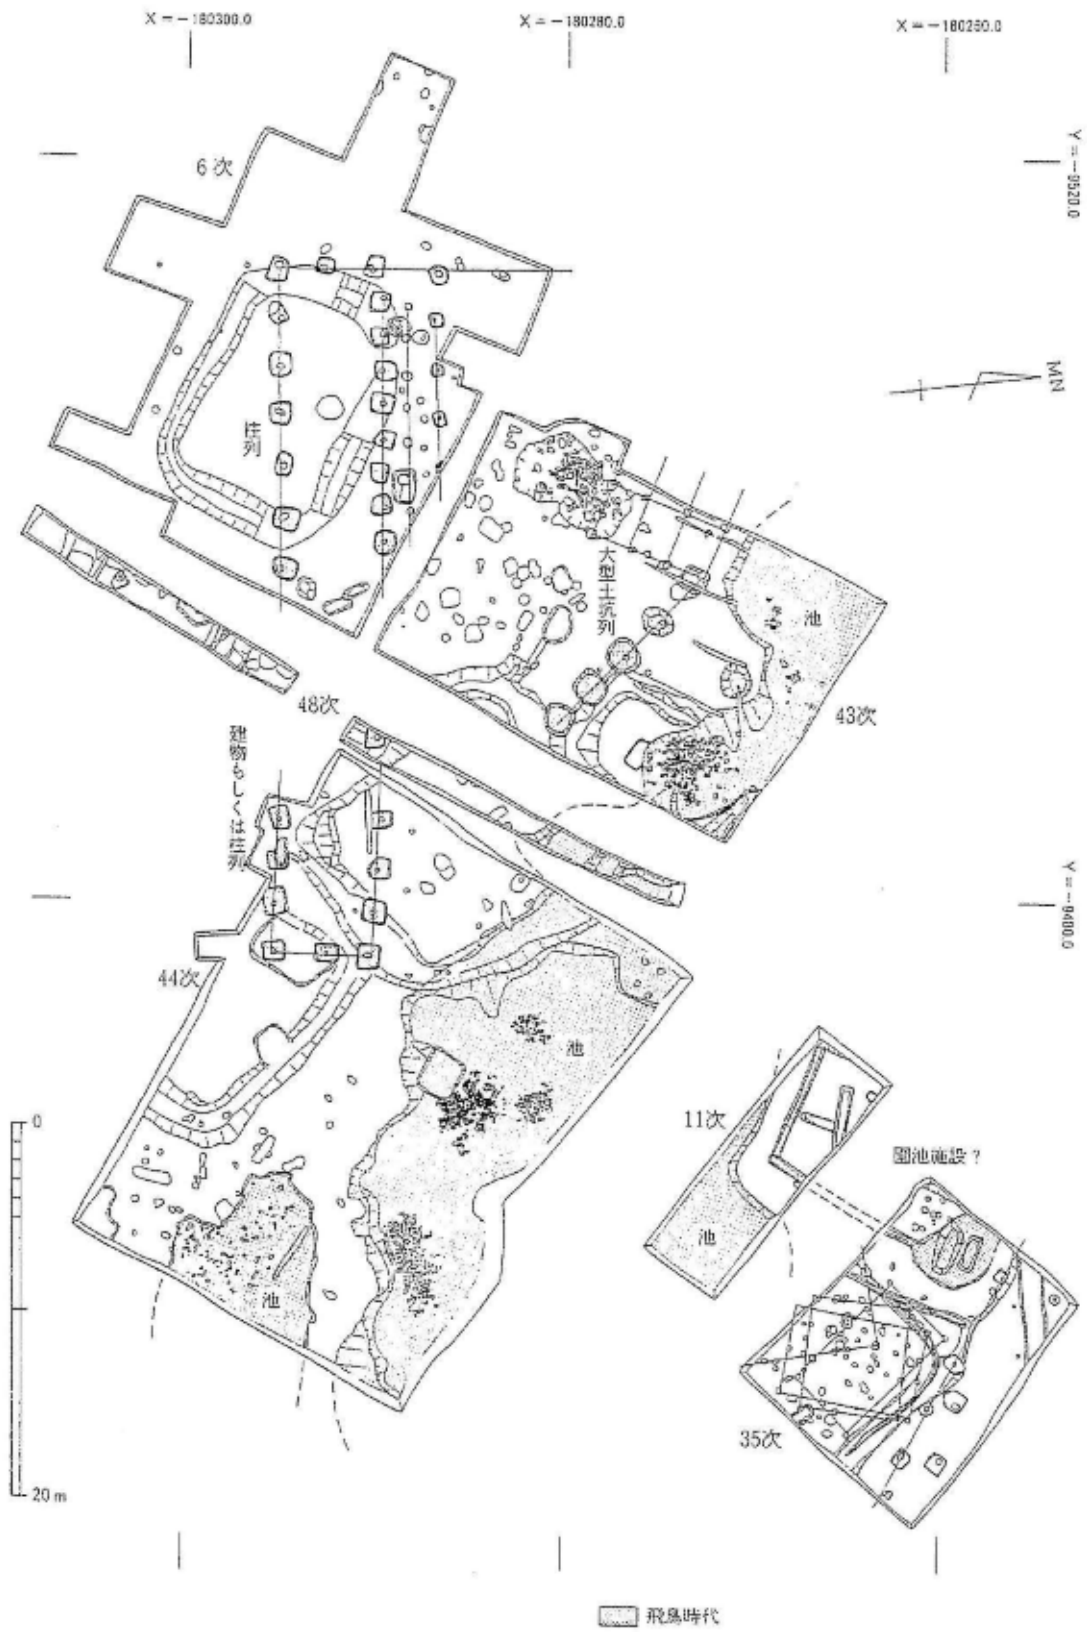 X = -180300.0
X = -180280.0
X = -180260.0
Y = -9520.0
6次
MN
柱列
大型土坑列
池
43次
48次
建物もしくは柱列
Y = -9490.0
44次
池
0
11次
園池施設?
池
池
35次
20m
飛鳥時代